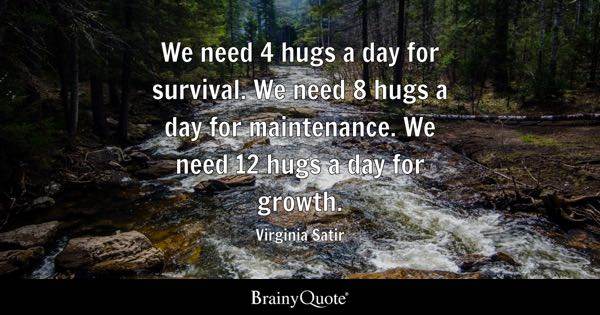 We need 4 hugs a day for
survival. We need 8 hugs a
day for maintenance. We
need 12 hugs a day for
growth.
Virginia Satir
BrainyQuote®